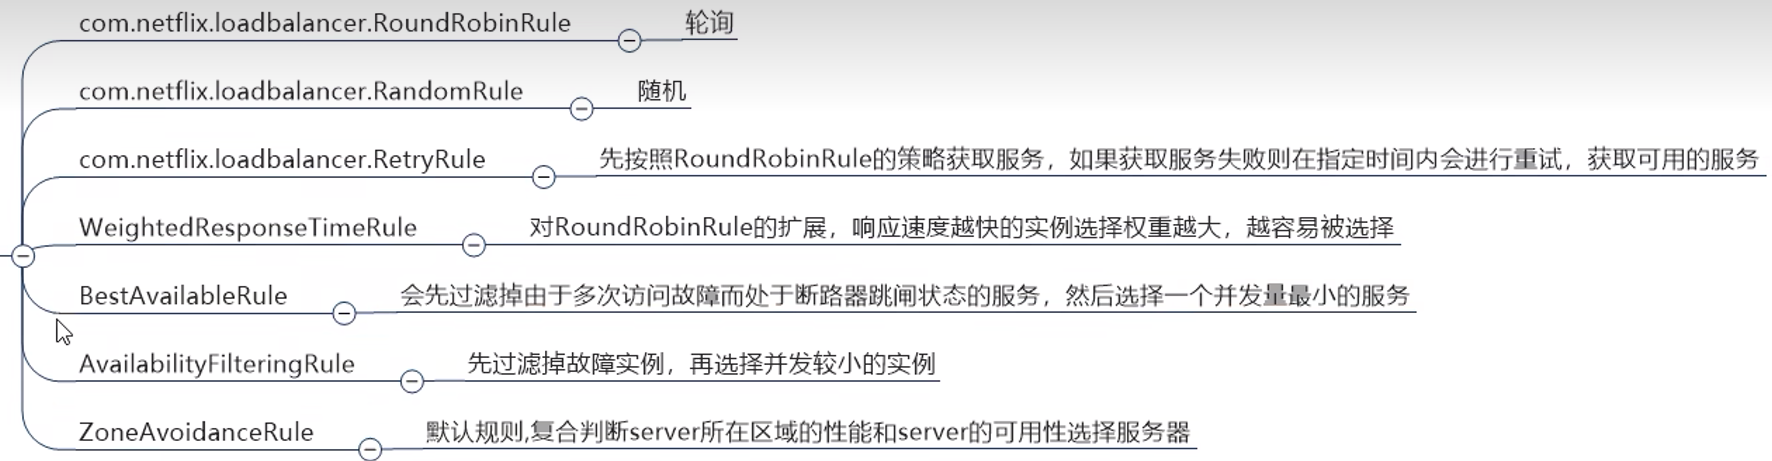 com.netflix.loadbalancer.RoundRobinRule 轮询
com.netflix.loadbalancer.RandomRule 随机
com.netflix.loadbalancer.RetryRule 先按照RoundRobinRule的策略获取服务，如果获取服务失败则在指定时间内会进行重试，获取可用的服务
WeightedResponseTimeRule 对RoundRobinRule的扩展，响应速度越快的实例选择权重越大，越容易被选择
BestAvailableRule 会先过滤掉由于多次访问故障而处于断路器跳闸状态的服务，然后选择一个并发量最小的服务
AvailabilityFilteringRule 先过滤掉故障实例，再选择并发较小的实例
ZoneAvoidanceRule 默认规则,复合判断server所在区域的性能和server的可用性选择服务器